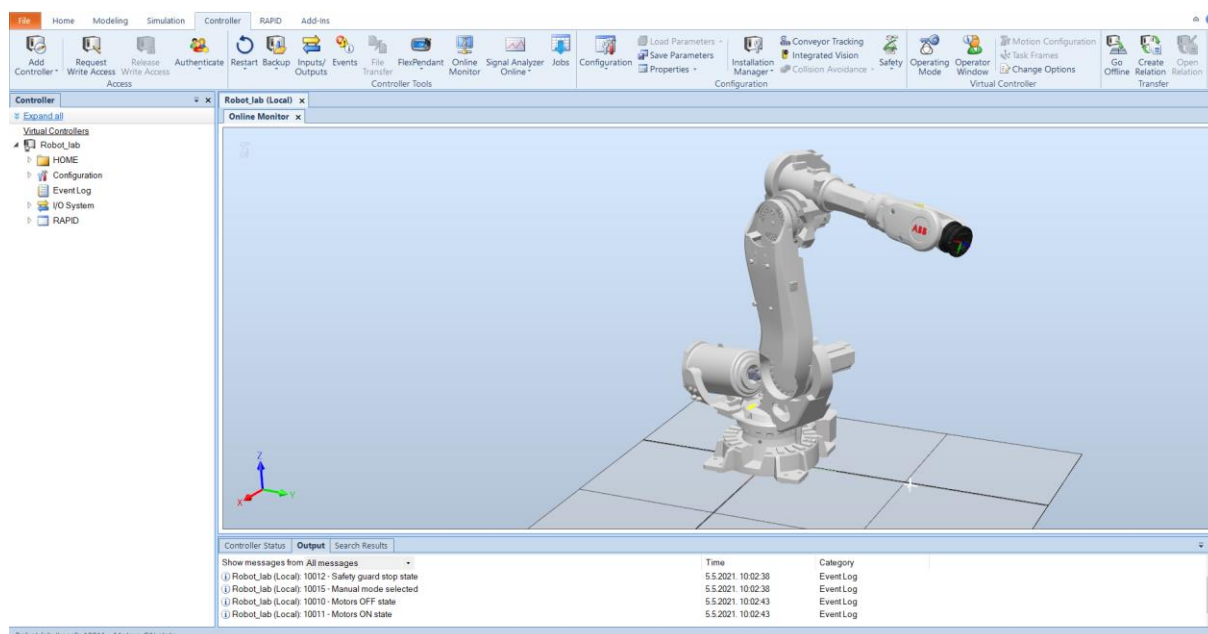 File Home Modeling Simulation Controller RAPID Add-Ins
Add Controller
Request Write Access
Release Write Access
Authenticate
Access
Restart
Backup
Inputs/ Outputs
Events
File Transfer
FlexPendant
Online Monitor
Signal Analyzer Online
Jobs
Controller Tools
Configuration
Load Parameters
Save Parameters
Properties
Installation Manager
Conveyor Tracking
Integrated Vision
Collision Avoidance
Safety
Configuration
Operating Mode
Operator Window
Motion Configuration
Task Frames
Change Options
Virtual Controller
Go Offline
Create Relation
Open Relation
Transfer
Controller
Expand all
Virtual Controllers
Robot_lab
HOME
Configuration
Event Log
I/O System
RAPID
Robot_lab (Local)
Online Monitor
ABB
Z
X
Y
Controller Status Output Search Results
Show messages from All messages Time Category
Robot_lab (Local): 10012 - Safety guard stop state 5.5.2021. 10:02:38 Event Log
Robot_lab (Local): 10015 - Manual mode selected 5.5.2021. 10:02:38 Event Log
Robot_lab (Local): 10010 - Motors OFF state 5.5.2021. 10:02:43 Event Log
Robot_lab (Local): 10011 - Motors ON state 5.5.2021. 10:02:43 Event Log